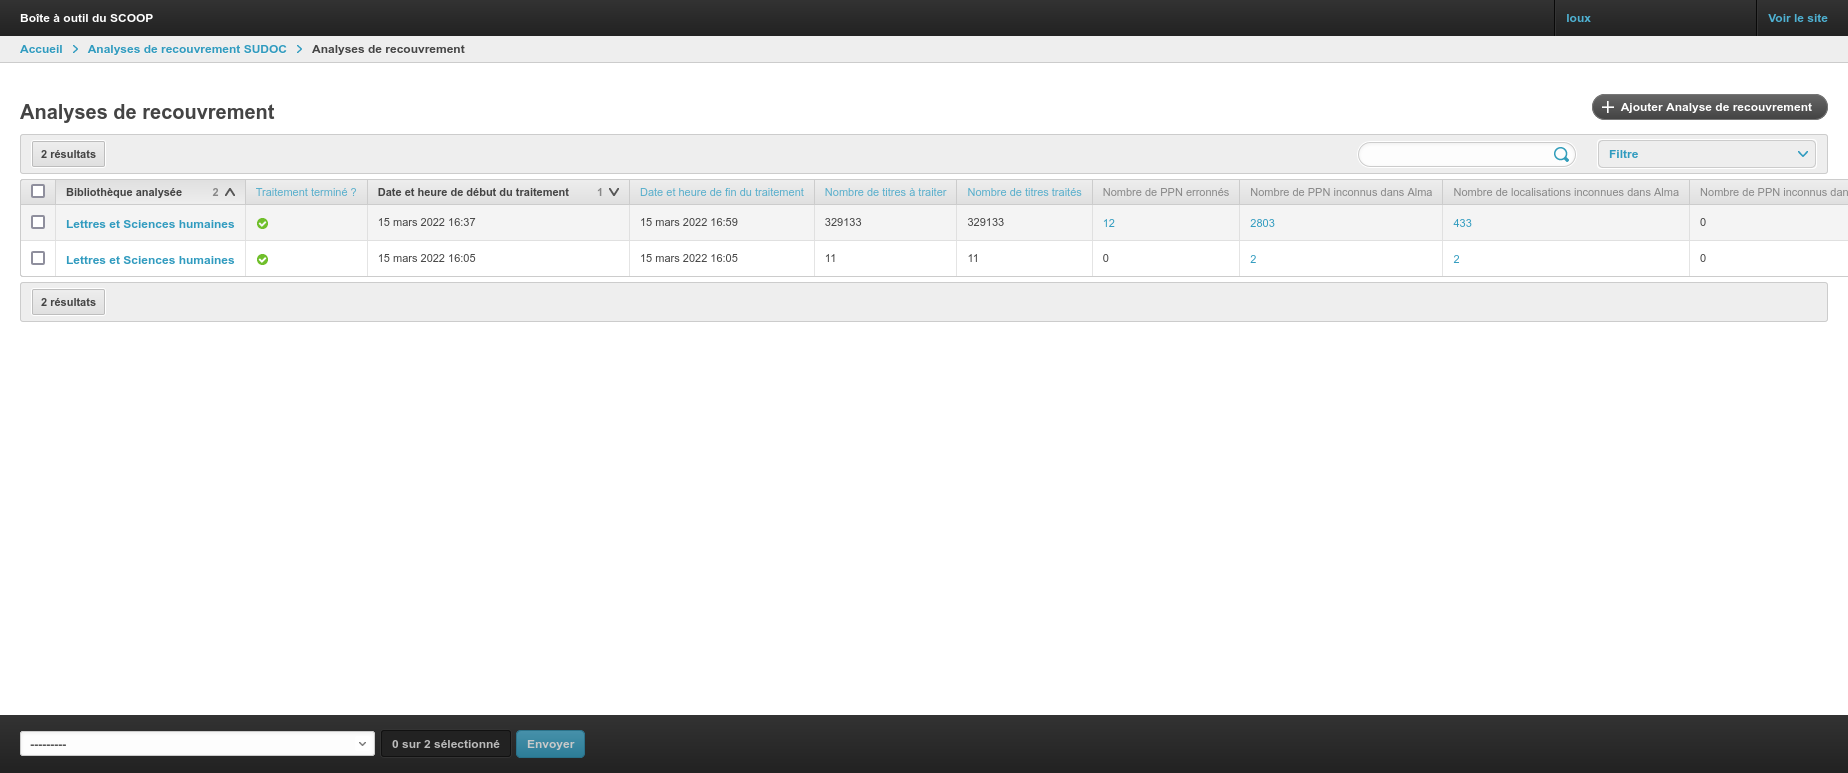 Boîte à outil du SCOOP
loux
Voir le site
Accueil > Analyses de recouvrement SUDOC > Analyses de recouvrement
Analyses de recouvrement
Ajouter Analyse de recouvrement
2 résultats
Filtre
Bibliothèque analysée 2 Traitement terminé ? Date et heure de début du traitement 1 Date et heure de fin du traitement Nombre de titres à traiter Nombre de titres traités Nombre de PPN erronnés Nombre de PPN inconnus dans Alma Nombre de localisations inconnues dans Alma Nombre de PPN inconnus dan
Lettres et Sciences humaines 15 mars 2022 16:37 15 mars 2022 16:59 329133 329133 12 2803 433 0
Lettres et Sciences humaines 15 mars 2022 16:05 15 mars 2022 16:05 11 11 0 2 2 0
2 résultats
---------
0 sur 2 sélectionné
Envoyer